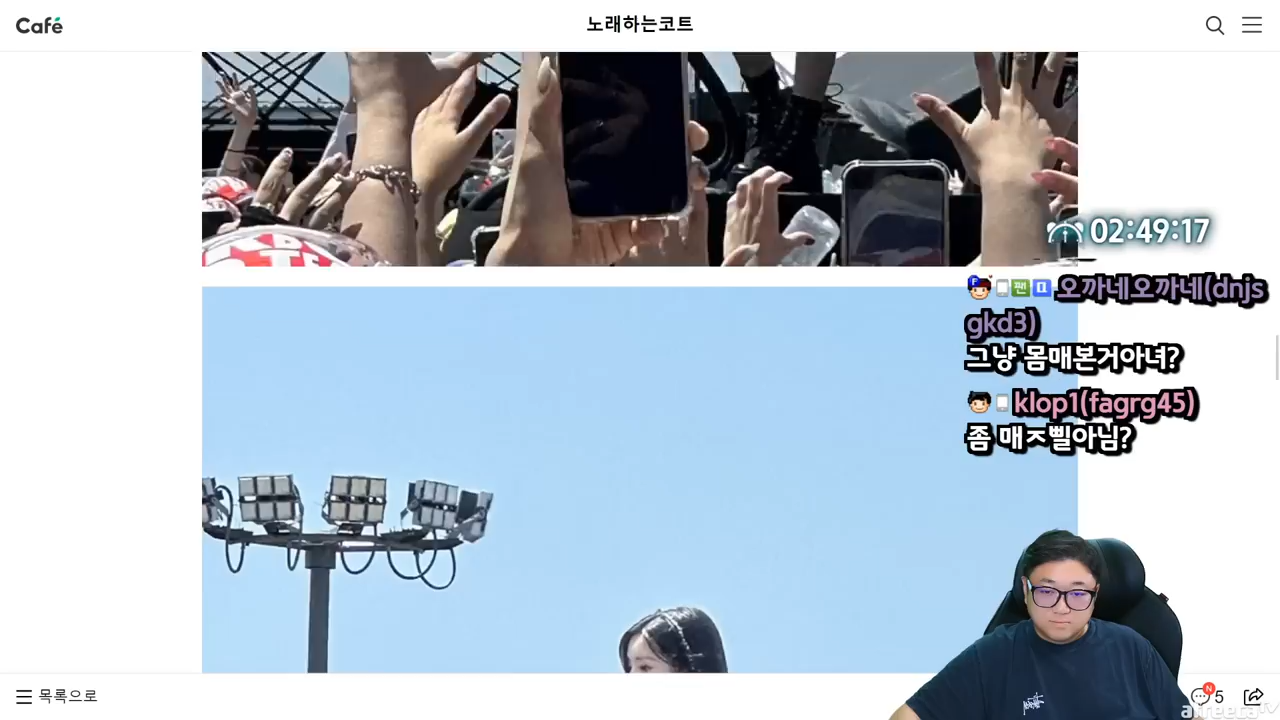 Café
노래하는코트
02:49:17
F 팬 오까네오까네(dnjs
gkd3)
그냥 몸매본거아녀?
klop1(fagrg45)
좀 매ㅈ삘아님?
목록으로
N 5
afreecaTV